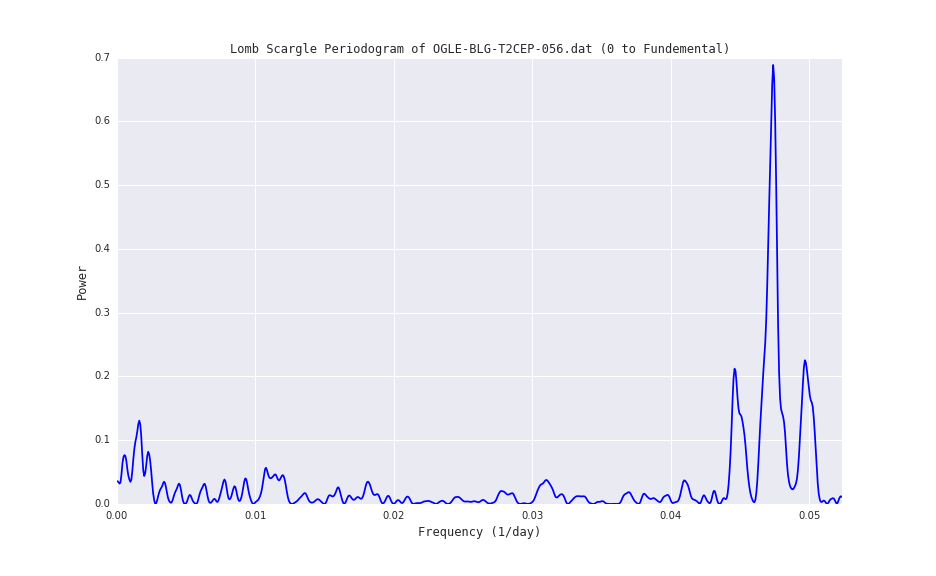 Lomb Scargle Periodogram of OGLE-BLG-T2CEP-056.dat (0 to Fundemental)
0.7
0.6
0.5
0.4
0.3
0.2
0.1
0.0
Power
0.00 0.01 0.02 0.03 0.04 0.05
Frequency (1/day)